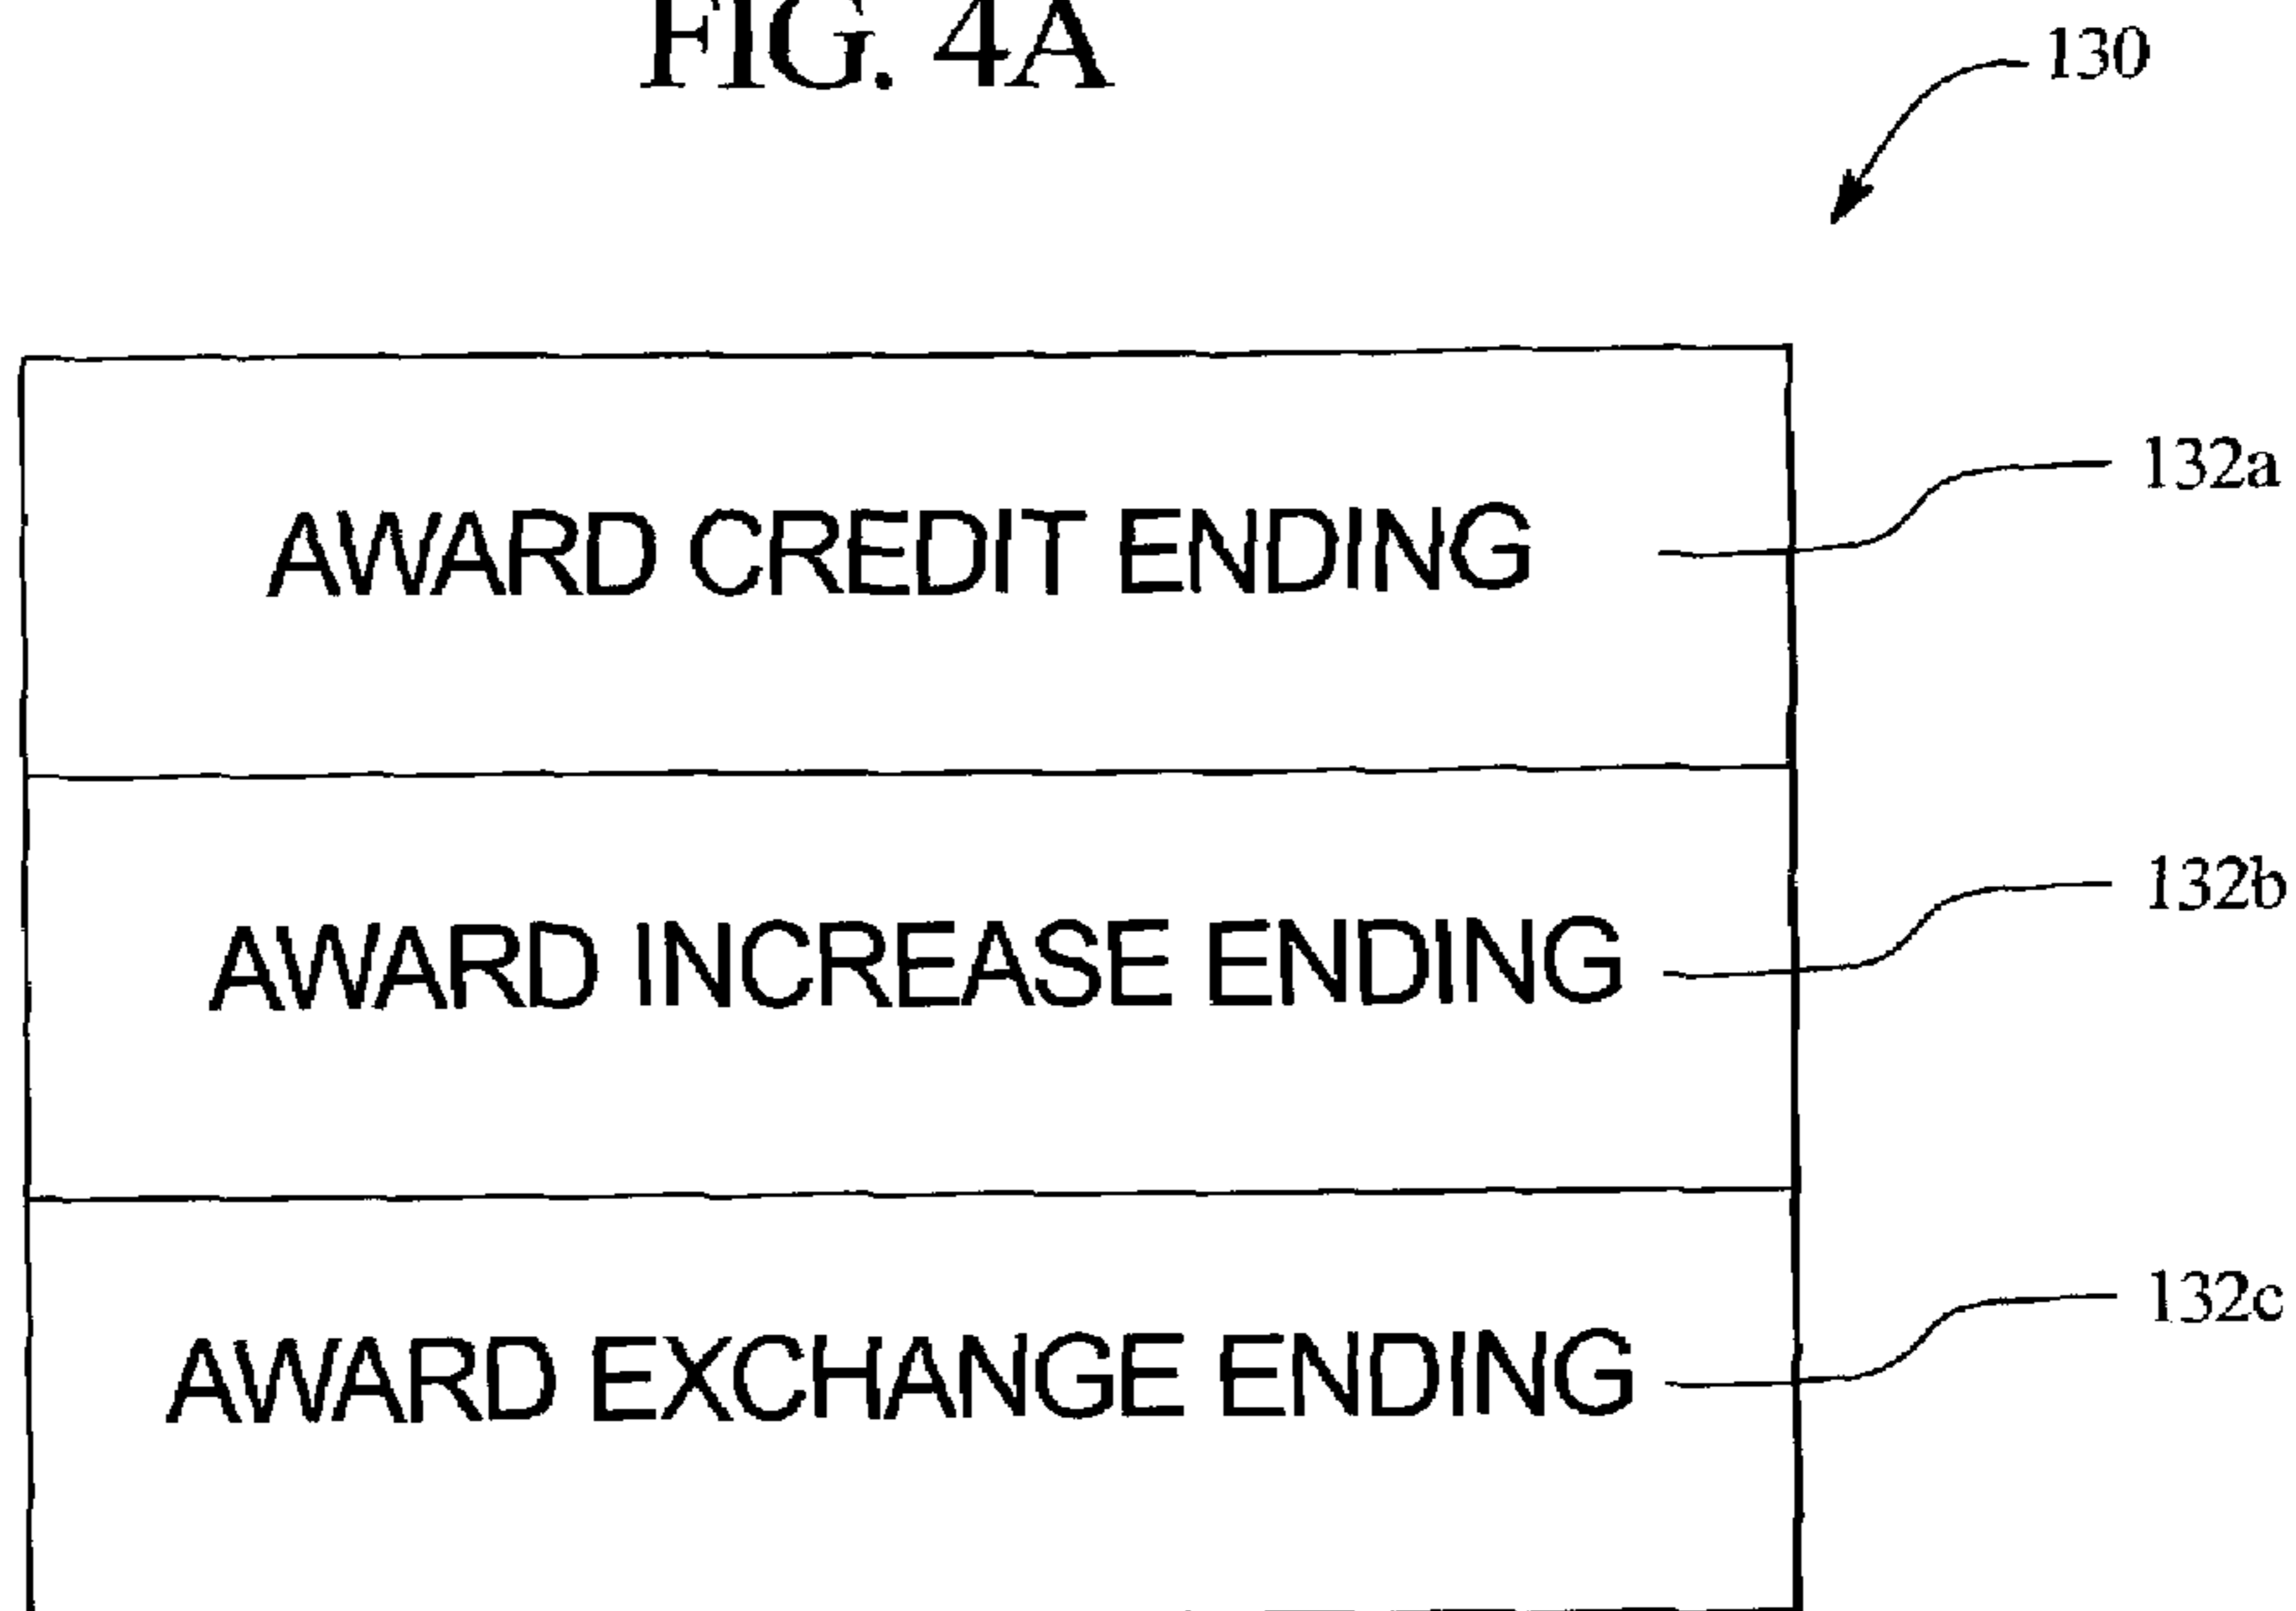 FIG. 4A
130
AWARD CREDIT ENDING
132a
AWARD INCREASE ENDING
132b
AWARD EXCHANGE ENDING
132c